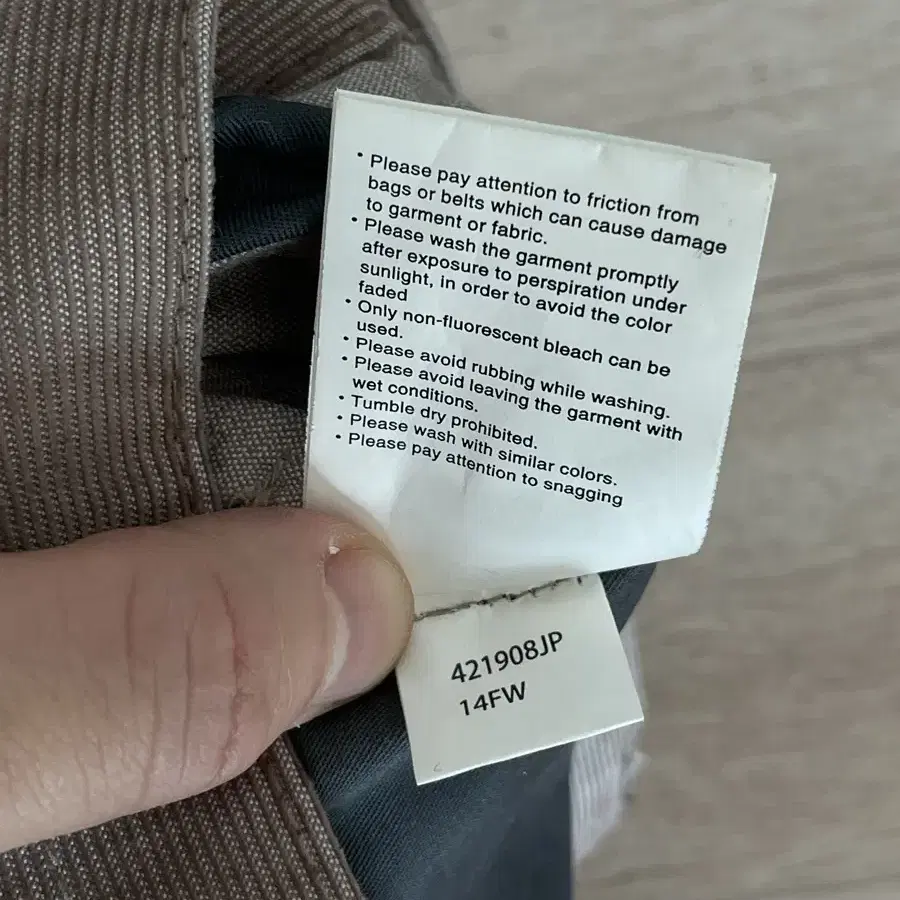 • Please pay attention to friction from
bags or belts which can cause damage
to garment or fabric.
• Please wash the garment promptly
after exposure to perspiration under
sunlight, in order to avoid the color
faded
• Only non-fluorescent bleach can be
used.
• Please avoid rubbing while washing.
• Please avoid leaving the garment with
wet conditions.
• Tumble dry prohibited.
• Please wash with similar colors.
• Please pay attention to snagging
421908JP
14FW